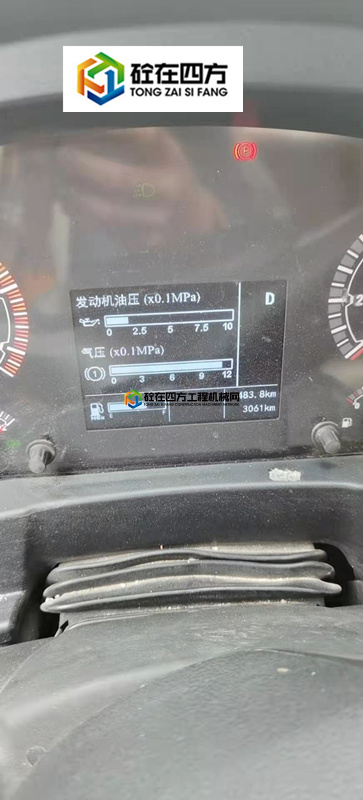 砼在四方
TONG ZAI SI FANG
发动机油压 (x0.1MPa)
D
0 2.5 5 7.5 10
气压 (x0.1MPa)
0 3 6 9 12
砼在四方工程机械网
483.8km
3061km